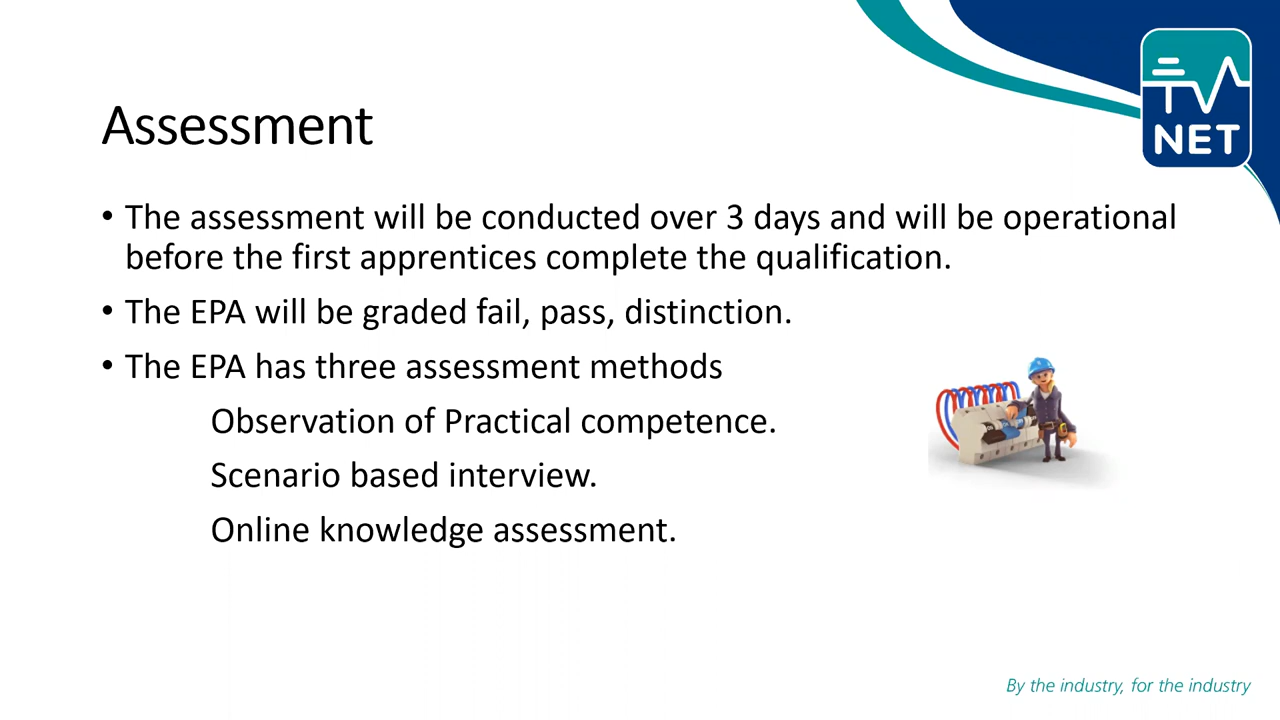 TV
NET
Assessment
• The assessment will be conducted over 3 days and will be operational
before the first apprentices complete the qualification.
• The EPA will be graded fail, pass, distinction.
• The EPA has three assessment methods
Observation of Practical competence.
Scenario based interview.
Online knowledge assessment.
By the industry, for the industry